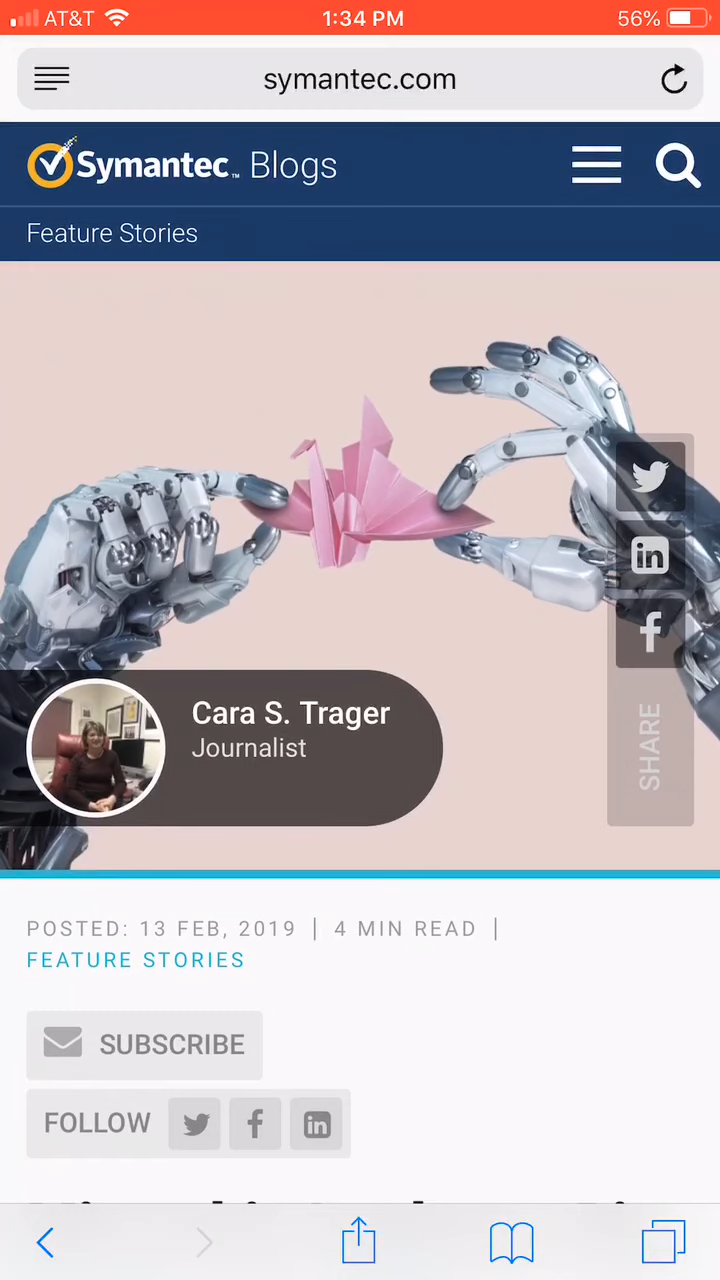 AT&T 1:34 PM 56%
symantec.com
Symantec™ Blogs
Feature Stories
Cara S. Trager
Journalist
SHARE
POSTED: 13 FEB, 2019 | 4 MIN READ |
FEATURE STORIES
SUBSCRIBE
FOLLOW